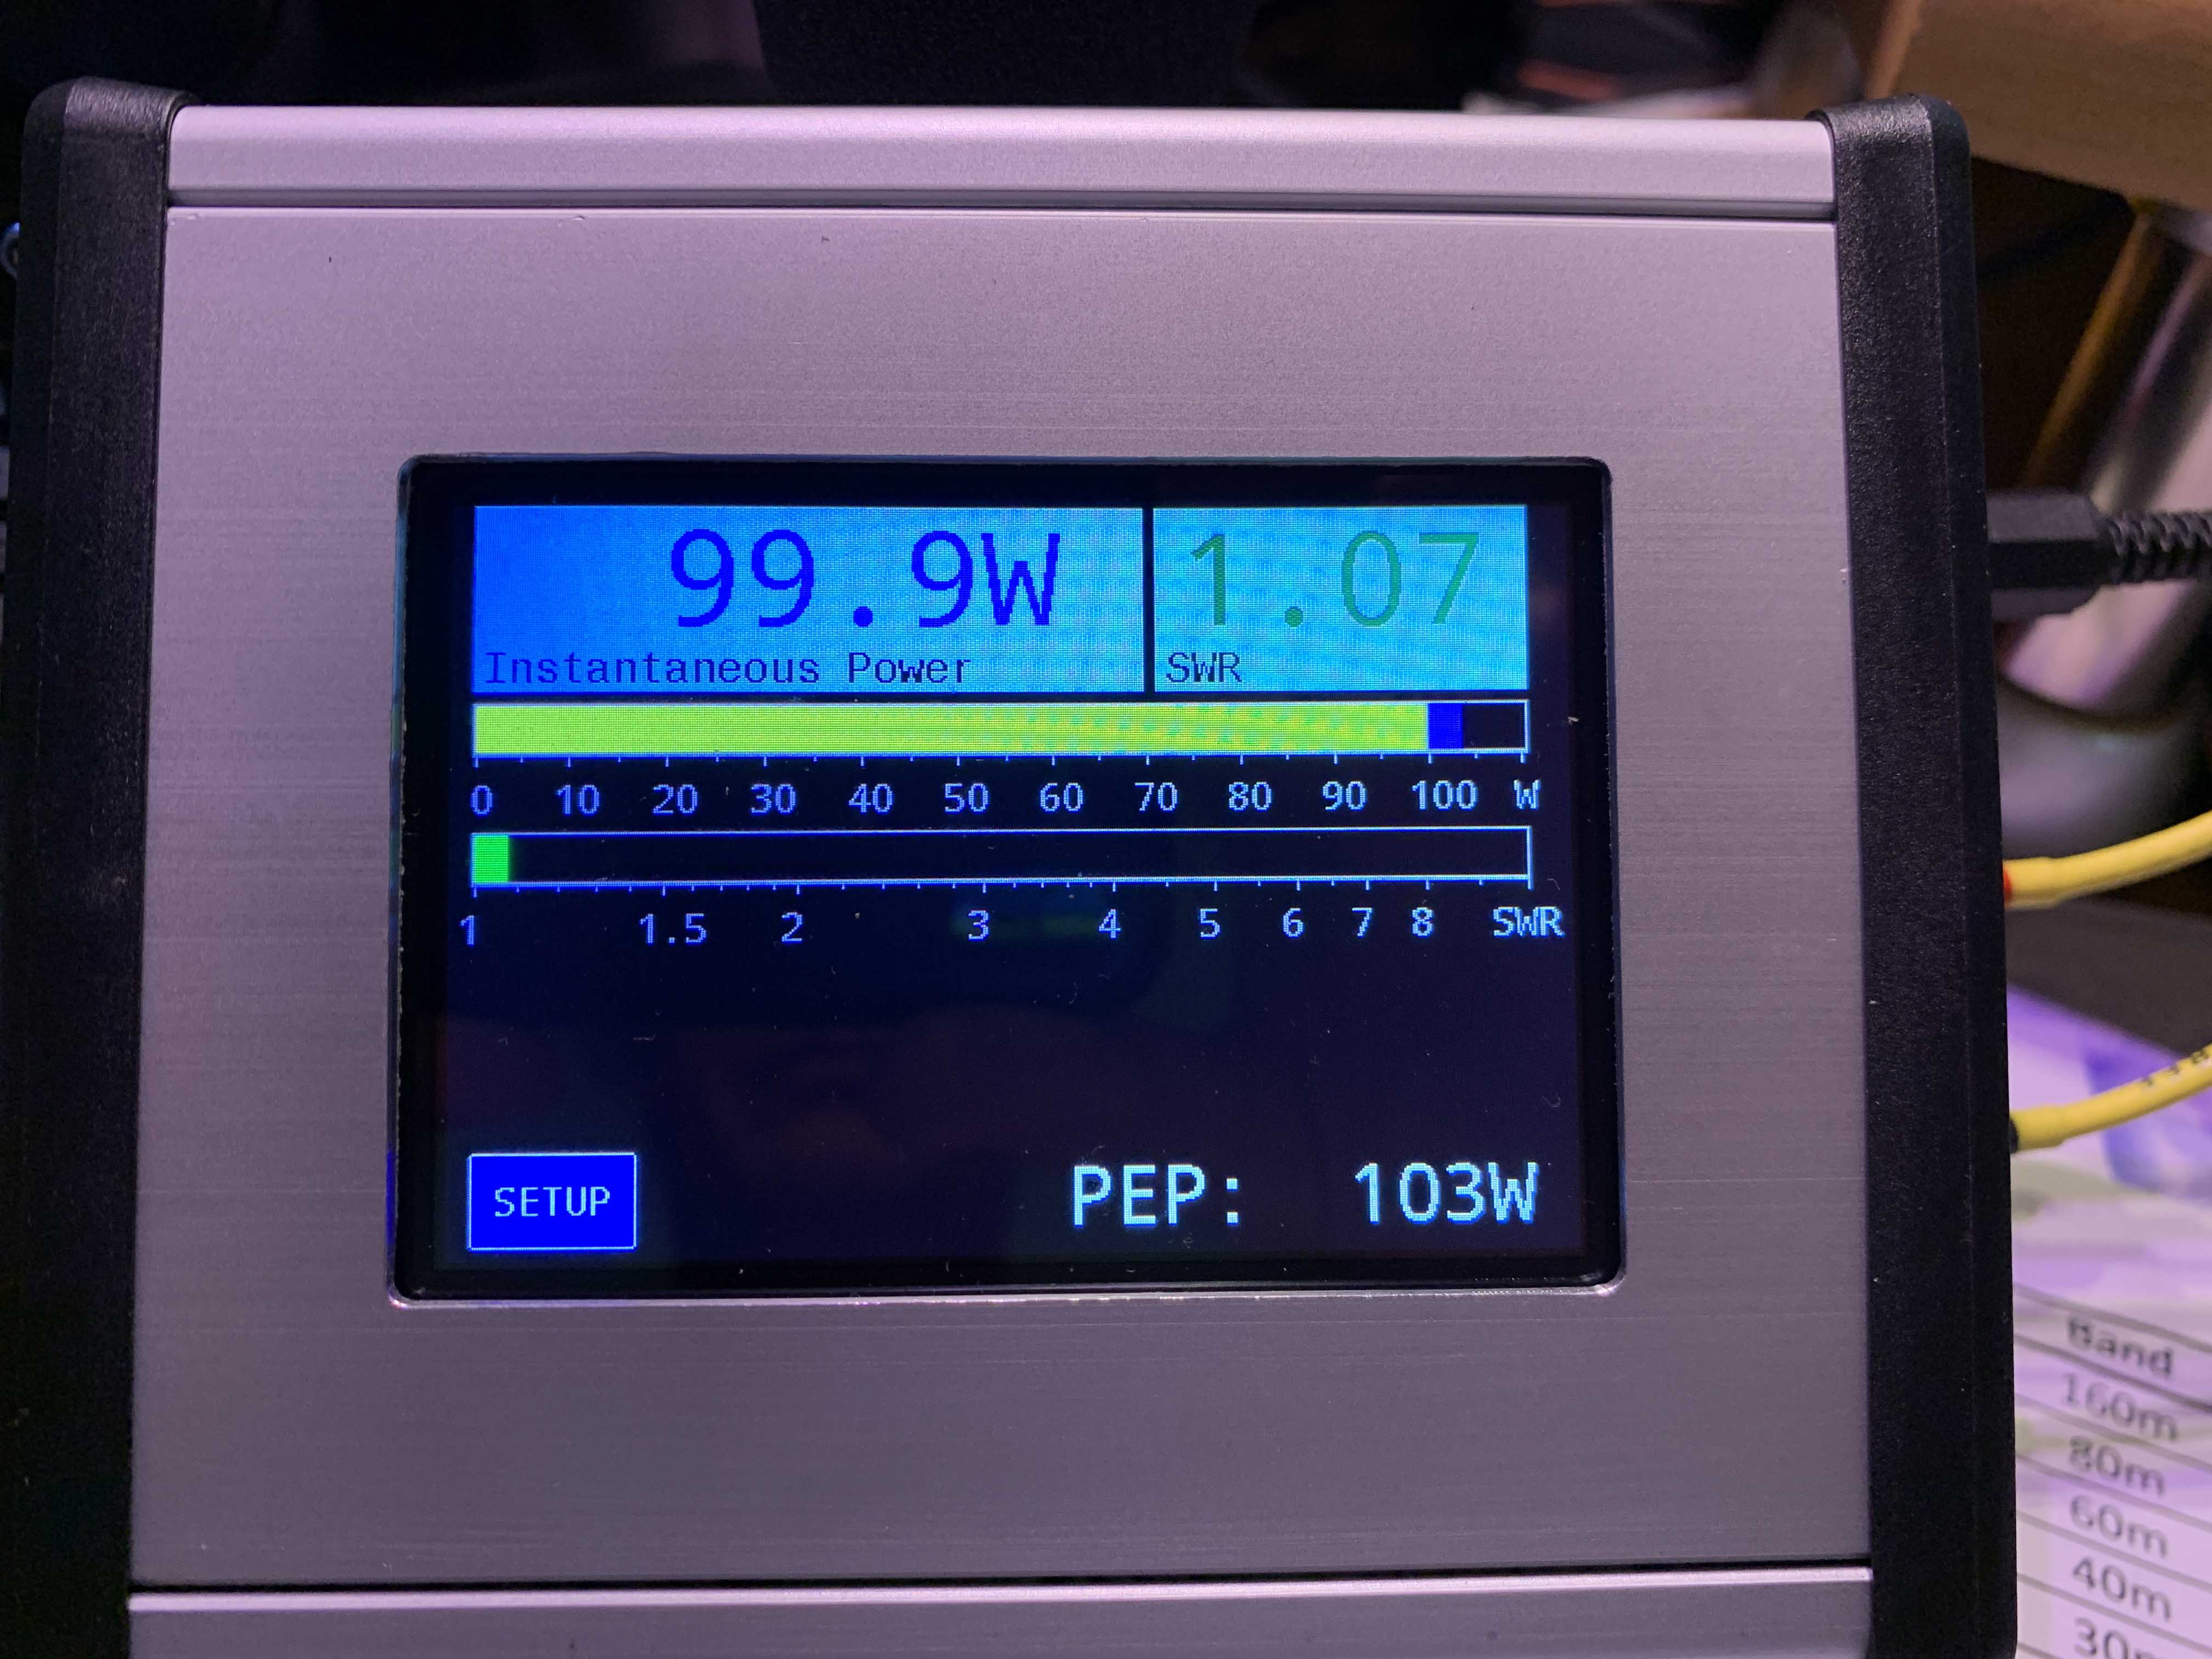 99.9W 1.07
Instantaneous Power SWR
0 10 20 30 40 50 60 70 80 90 100 W
1 1.5 2 3 4 5 6 7 8 SWR
SETUP PEP: 103W
Band
160m
80m
60m
40m